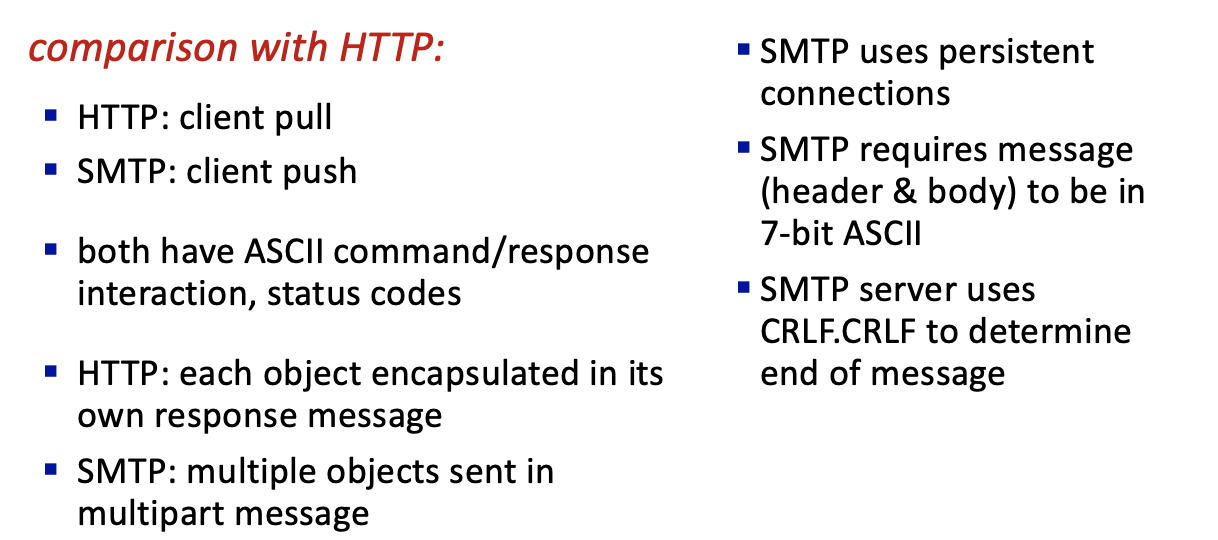 comparison with HTTP:
▪ HTTP: client pull
▪ SMTP: client push
▪ both have ASCII command/response
interaction, status codes
▪ HTTP: each object encapsulated in its
own response message
▪ SMTP: multiple objects sent in
multipart message
▪ SMTP uses persistent
connections
▪ SMTP requires message
(header & body) to be in
7-bit ASCII
▪ SMTP server uses
CRLF.CRLF to determine
end of message